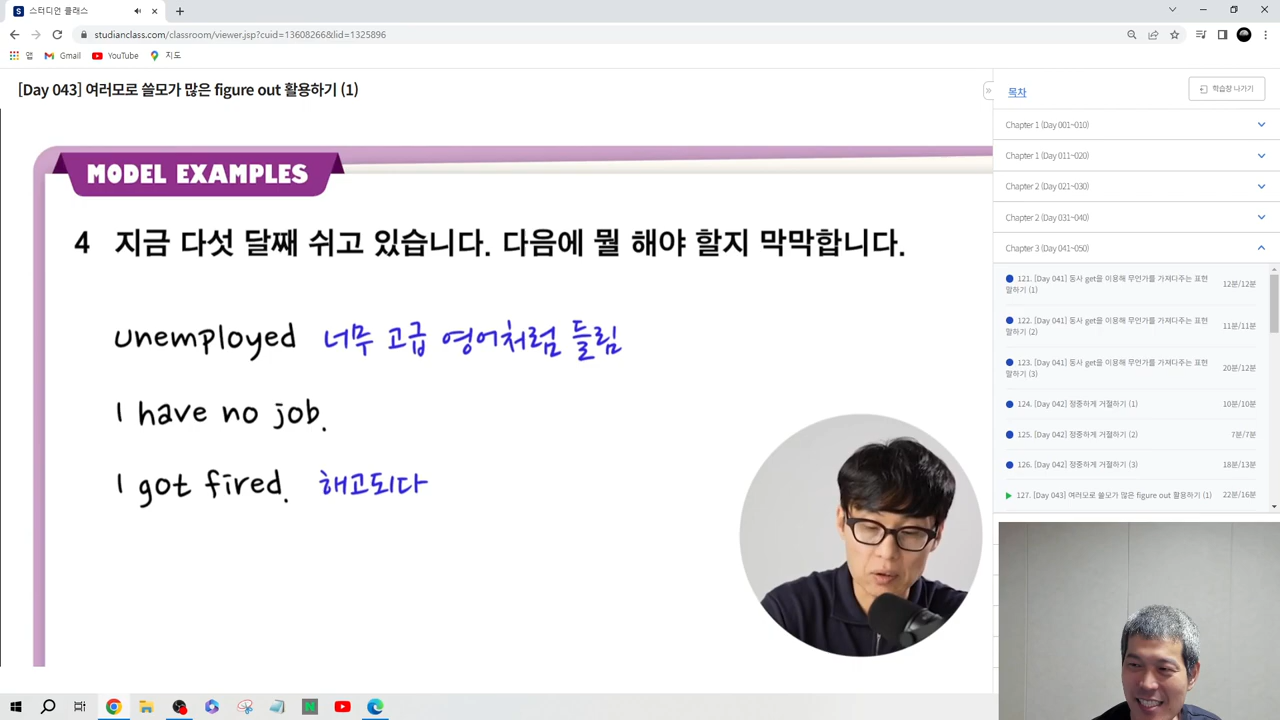 스터디언 클래스
studianclass.com/classroom/viewer.jsp?cuid=13608266&lid=1325896
앱 Gmail YouTube 지도
[Day 043] 여러모로 쓸모가 많은 figure out 활용하기 (1)
목차
학습창 나가기
MODEL EXAMPLES
4 지금 다섯 달째 쉬고 있습니다. 다음에 뭘 해야 할지 막막합니다.
unemployed 너무 고급 영어처럼 들림
I have no job.
I got fired. 해고되다
Chapter 1 (Day 001~010)
Chapter 1 (Day 011~020)
Chapter 2 (Day 021~030)
Chapter 2 (Day 031~040)
Chapter 3 (Day 041~050)
121. [Day 041] 동사 get을 이용해 무언가를 가져다주는 표현
말하기 (1)
12분/12분
122. [Day 041] 동사 get을 이용해 무언가를 가져다주는 표현
말하기 (2)
11분/11분
123. [Day 041] 동사 get을 이용해 무언가를 가져다주는 표현
말하기 (3)
20분/12분
124. [Day 042] 정중하게 거절하기 (1) 10분/10분
125. [Day 042] 정중하게 거절하기 (2) 7분/7분
126. [Day 042] 정중하게 거절하기 (3) 18분/13분
127. [Day 043] 여러모로 쓸모가 많은 figure out 활용하기 (1) 22분/16분